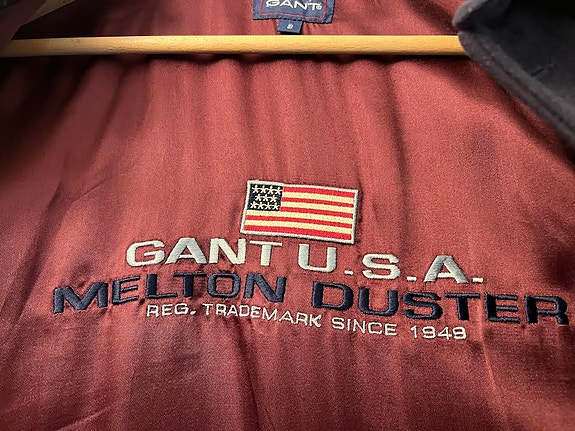 GANT
GANT U.S.A.
MELTON DUSTER
REG. TRADEMARK SINCE 1949